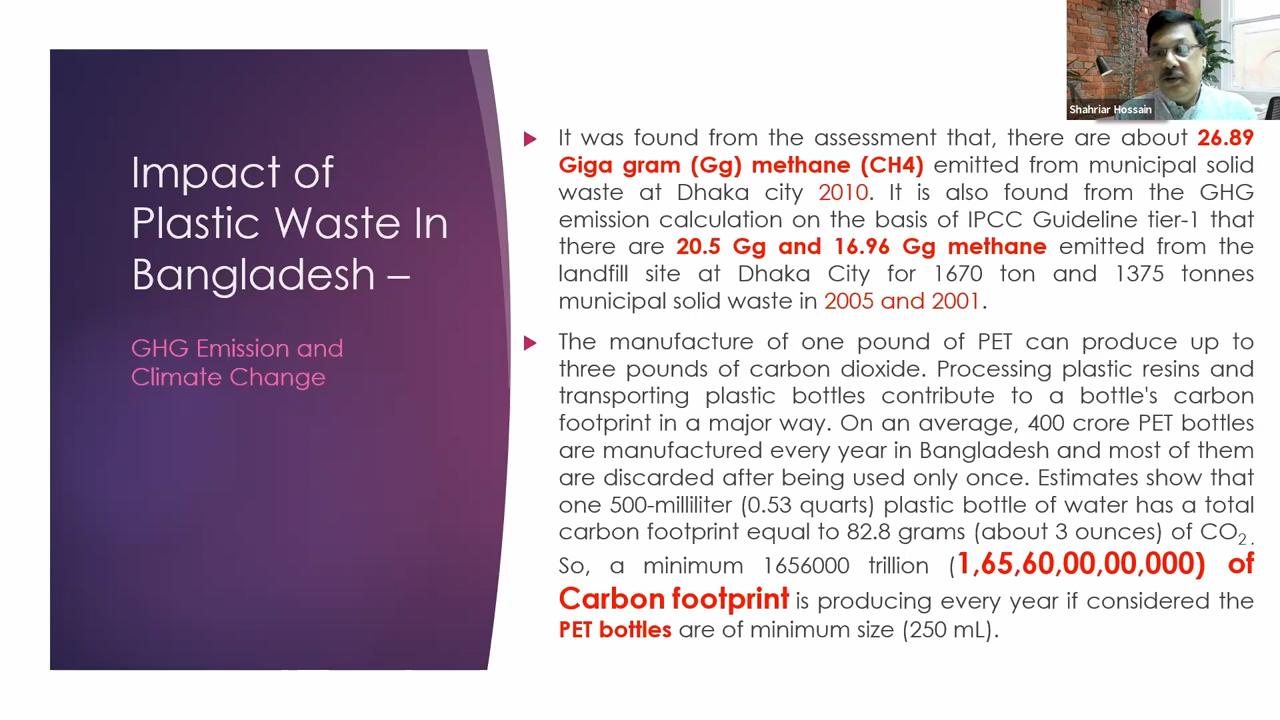 Shahriar Hossain
Impact of
Plastic Waste In
Bangladesh –
GHG Emission and
Climate Change
It was found from the assessment that, there are about 26.89
Giga gram (Gg) methane (CH4) emitted from municipal solid
waste at Dhaka city 2010. It is also found from the GHG
emission calculation on the basis of IPCC Guideline tier-1 that
there are 20.5 Gg and 16.96 Gg methane emitted from the
landfill site at Dhaka City for 1670 ton and 1375 tonnes
municipal solid waste in 2005 and 2001.
The manufacture of one pound of PET can produce up to
three pounds of carbon dioxide. Processing plastic resins and
transporting plastic bottles contribute to a bottle's carbon
footprint in a major way. On an average, 400 crore PET bottles
are manufactured every year in Bangladesh and most of them
are discarded after being used only once. Estimates show that
one 500-milliliter (0.53 quarts) plastic bottle of water has a total
carbon footprint equal to 82.8 grams (about 3 ounces) of CO₂.
So, a minimum 1656000 trillion (1,65,60,00,00,000) of
Carbon footprint is producing every year if considered the
PET bottles are of minimum size (250 mL).